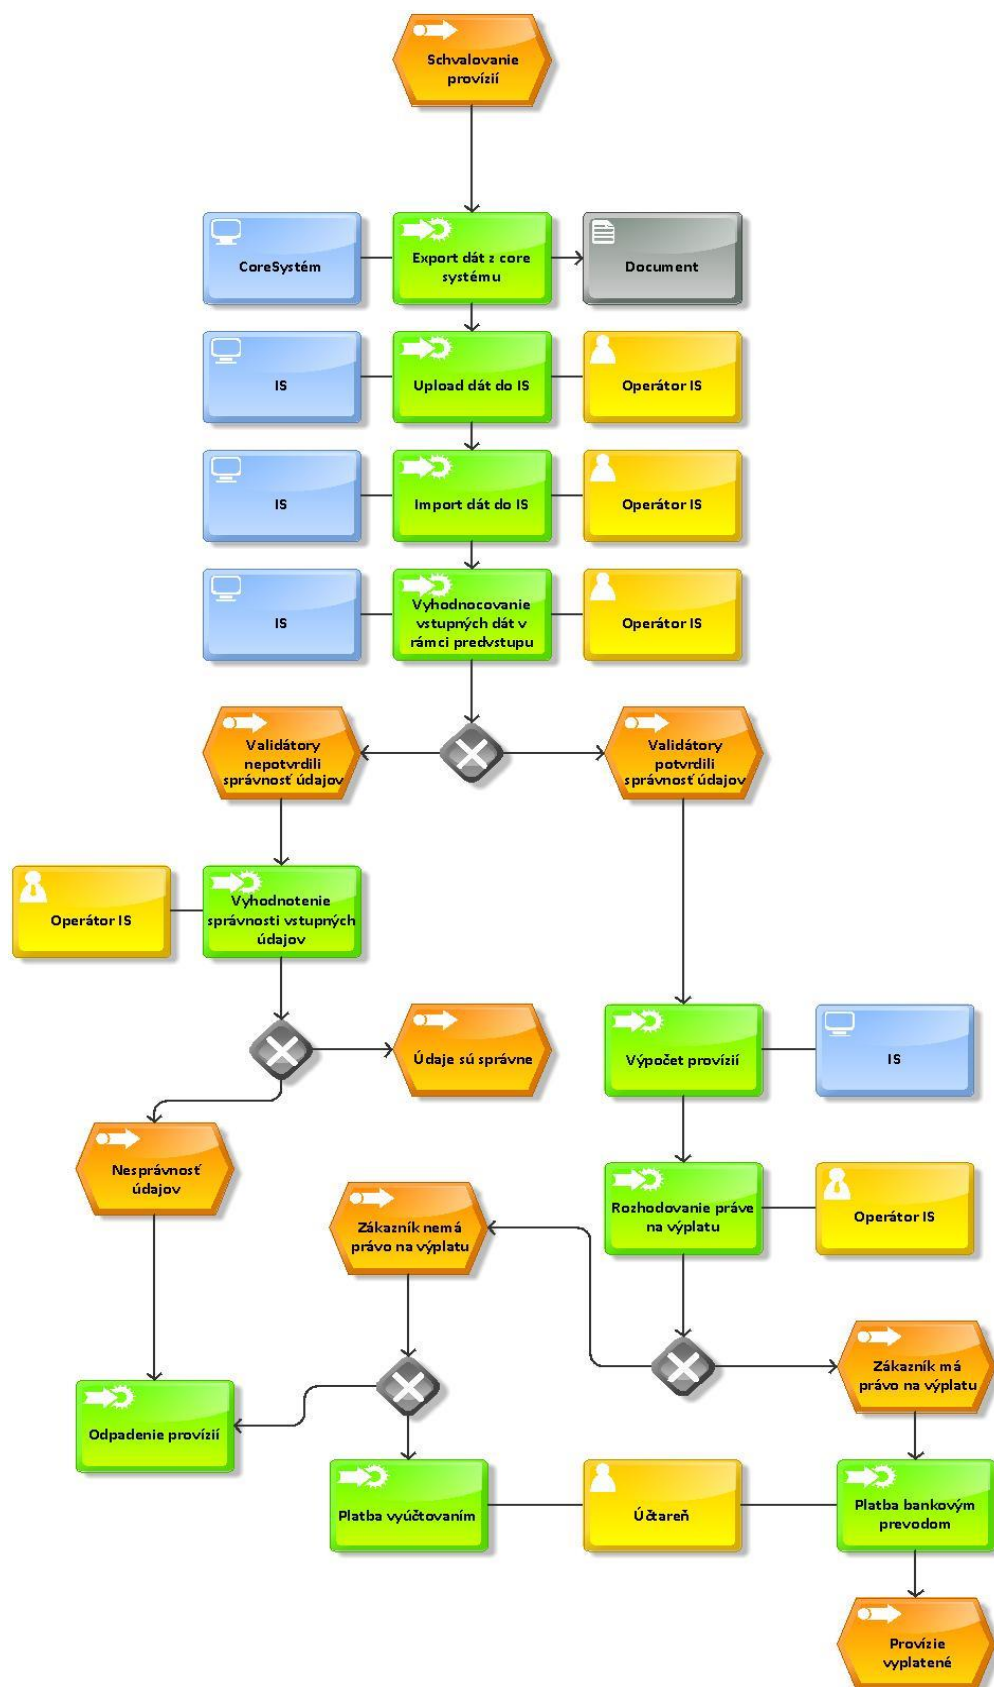 Schvalovanie
provízií
CoreSystém
Export dát z core
systému
Document
IS
Upload dát do IS
Operátor IS
IS
Import dát do IS
Operátor IS
IS
Vyhodnocovanie
vstupných dát v
rámci predvstupu
Operátor IS
Validátory
nepotvrdili
správnosť údajov
Validátory
potvrdili
správnosť údajov
Operátor IS
Vyhodnotenie
správnosti vstupných
údajov
Údaje sú správne
Výpočet provízií
IS
Nesprávnosť
údajov
Zákazník nemá
právo na výplatu
Rozhodovanie práve
na výplatu
Operátor IS
Zákazník má
právo na výplatu
Odpadenie provízií
Platba vyúčtovaním
Účtareň
Platba bankovým
prevodom
Provízie
vyplatené